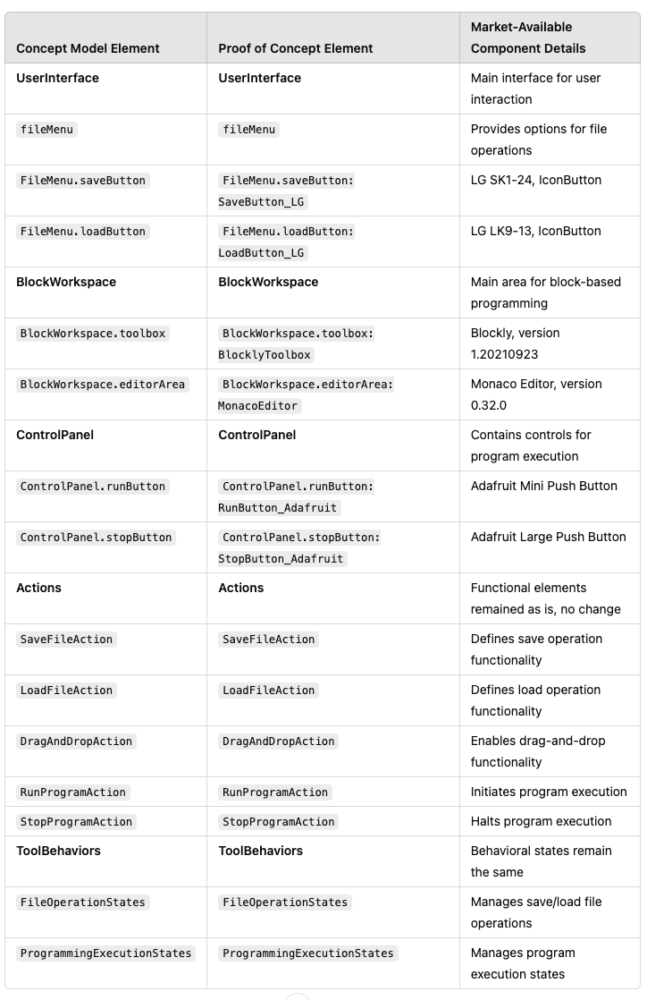 Concept Model Element
Proof of Concept Element
Market-Available
Component Details
UserInterface
UserInterface
Main interface for user
interaction
fileMenu
fileMenu
Provides options for file
operations
FileMenu.saveButton
FileMenu.saveButton:
SaveButton_LG
LG SK1-24, IconButton
FileMenu.loadButton
FileMenu.loadButton:
LoadButton_LG
LG LK9-13, IconButton
BlockWorkspace
BlockWorkspace
Main area for block-based
programming
BlockWorkspace.toolbox
BlockWorkspace.toolbox:
BlocklyToolbox
Blockly, version
1.20210923
BlockWorkspace.editorArea
BlockWorkspace.editorArea:
MonacoEditor
Monaco Editor, version
0.32.0
ControlPanel
ControlPanel
Contains controls for
program execution
ControlPanel.runButton
ControlPanel.runButton:
RunButton_Adafruit
Adafruit Mini Push Button
ControlPanel.stopButton
ControlPanel.stopButton:
StopButton_Adafruit
Adafruit Large Push Button
Actions
Actions
Functional elements
remained as is, no change
SaveFileAction
SaveFileAction
Defines save operation
functionality
LoadFileAction
LoadFileAction
Defines load operation
functionality
DragAndDropAction
DragAndDropAction
Enables drag-and-drop
functionality
RunProgramAction
RunProgramAction
Initiates program execution
StopProgramAction
StopProgramAction
Halts program execution
ToolBehaviors
ToolBehaviors
Behavioral states remain
the same
FileOperationStates
FileOperationStates
Manages save/load file
operations
ProgrammingExecutionStates
ProgrammingExecutionStates
Manages program
execution states